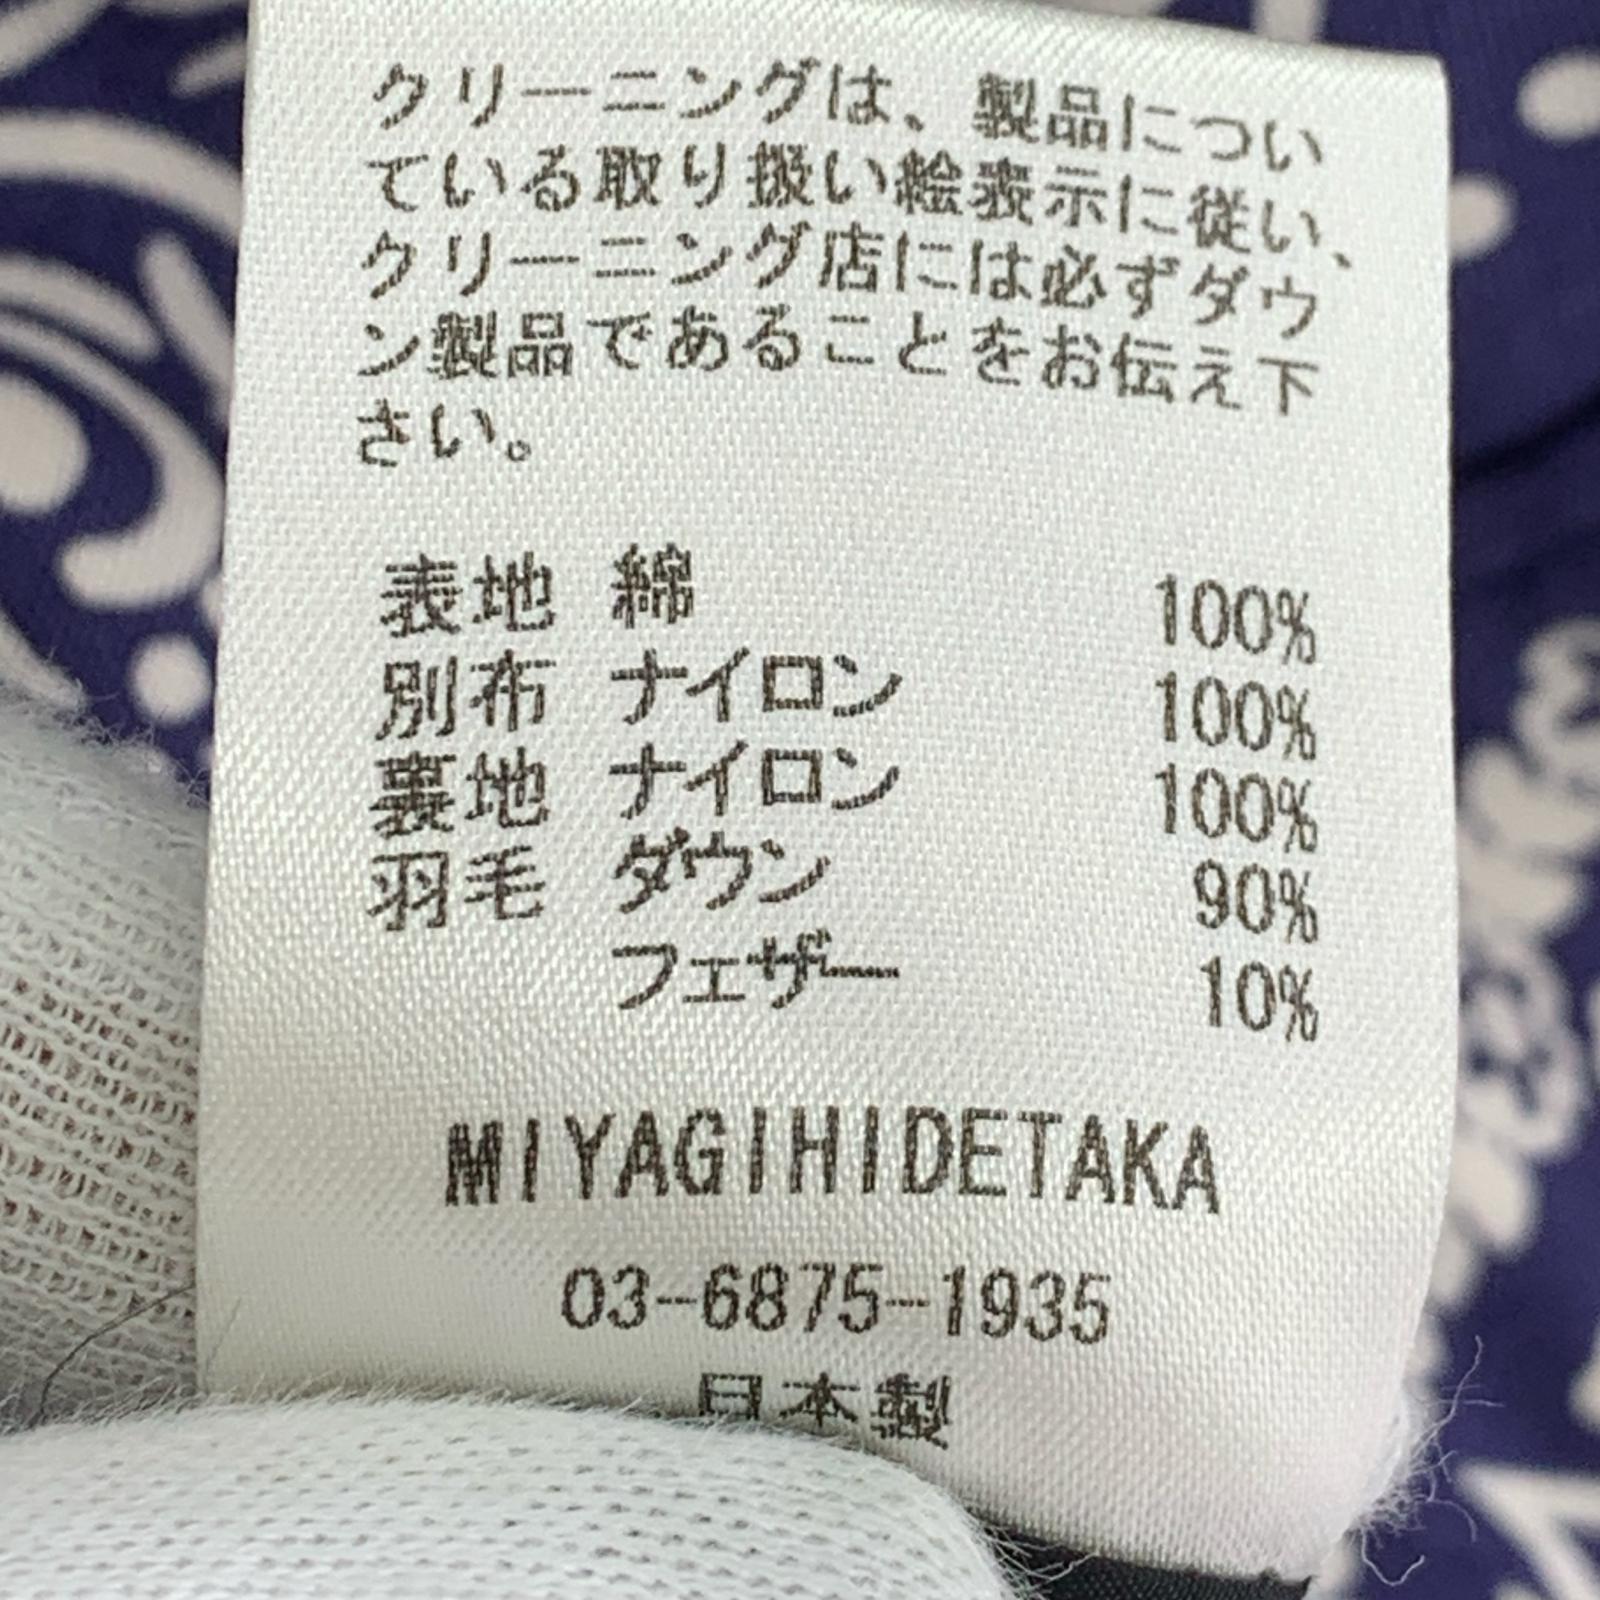 クリーニングは、製品につい
ている取り扱い絵表示に従い、
クリーニング店には必ずダウ
ン製品であることをお伝え下
さい。
表地 綿 100%
別布 ナイロン 100%
裏地 ナイロン 100%
羽毛 ダウン 90%
フェザー 10%
MIYAGIHIDETAKA
03-6875-1935
日本製